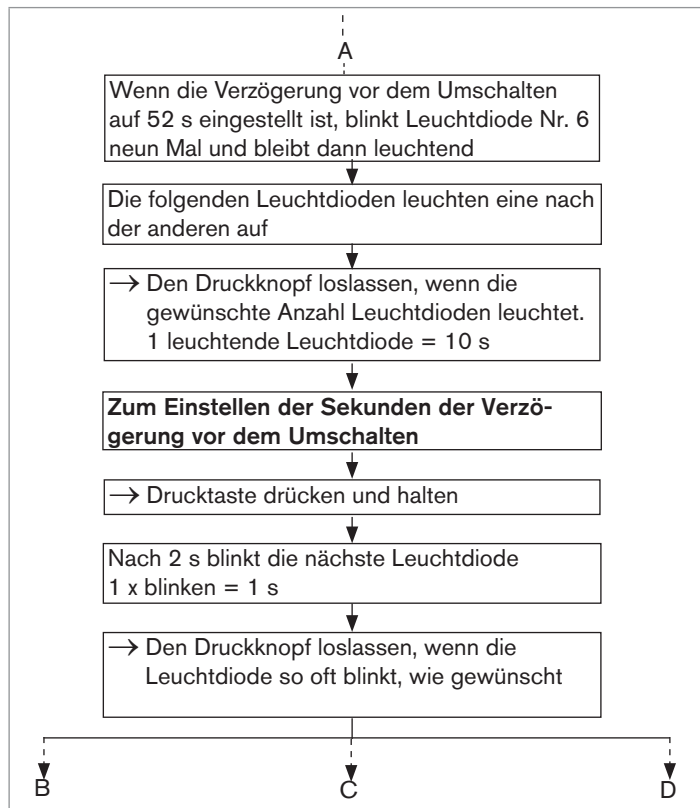 A
Wenn die Verzögerung vor dem Umschalten
auf 52 s eingestellt ist, blinkt Leuchtdiode Nr. 6
neun Mal und bleibt dann leuchtend
Die folgenden Leuchtdioden leuchten eine nach
der anderen auf
→ Den Druckknopf loslassen, wenn die
gewünschte Anzahl Leuchtdioden leuchtet.
1 leuchtende Leuchtdiode = 10 s
Zum Einstellen der Sekunden der Verzö-
gerung vor dem Umschalten
→ Drucktaste drücken und halten
Nach 2 s blinkt die nächste Leuchtdiode
1 x blinken = 1 s
→ Den Druckknopf loslassen, wenn die
Leuchtdiode so oft blinkt, wie gewünscht
B C D